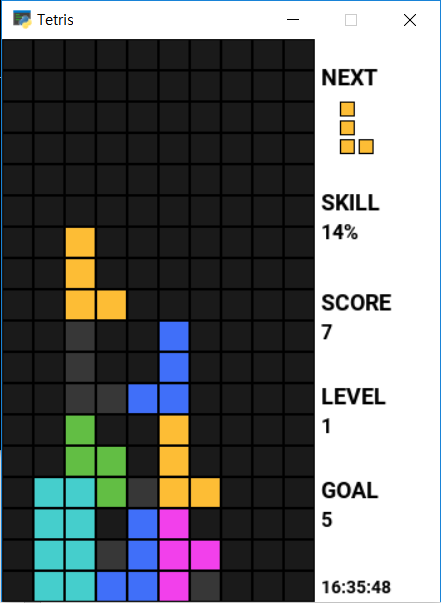 Tetris
NEXT
SKILL
14%
SCORE
7
LEVEL
1
GOAL
5
16:35:48